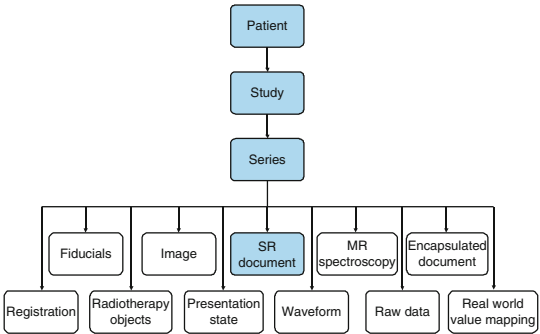 Patient
Study
Series
Fiducials
Image
SR
document
MR
spectroscopy
Encapsulated
document
Registration
Radiotherapy
objects
Presentation
state
Waveform
Raw data
Real world
value mapping